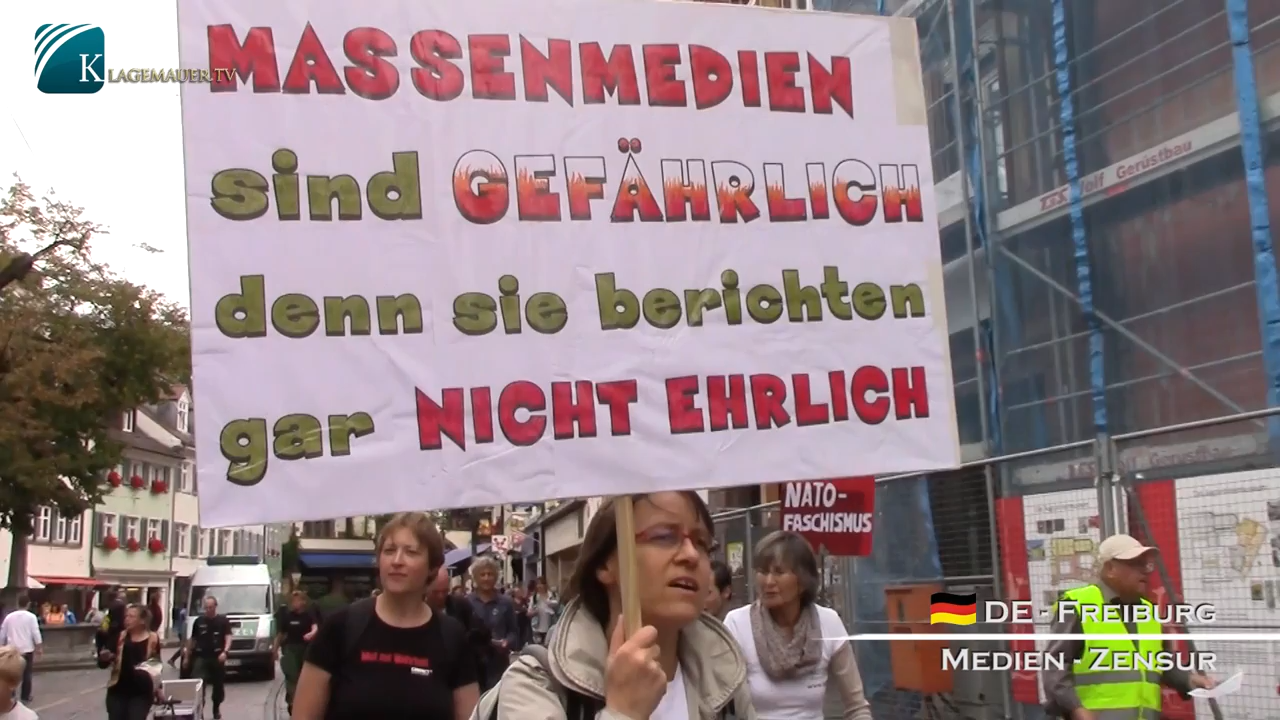 KLAGEMAUER.TV
MASSENMEDIEN
sind GEFÄHRLICH
denn sie berichten
gar NICHT EHRLICH
Gerüstbau
NATO-
FASCHISMUS
DE - FREIBURG
MEDIEN - ZENSUR